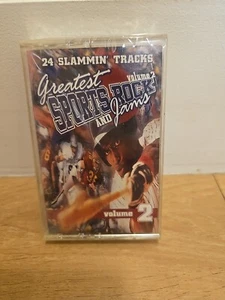 24 SLAMMIN' TRACKS
Greatest
volume 2
SPORTS ROCK
AND Jams
volume 2